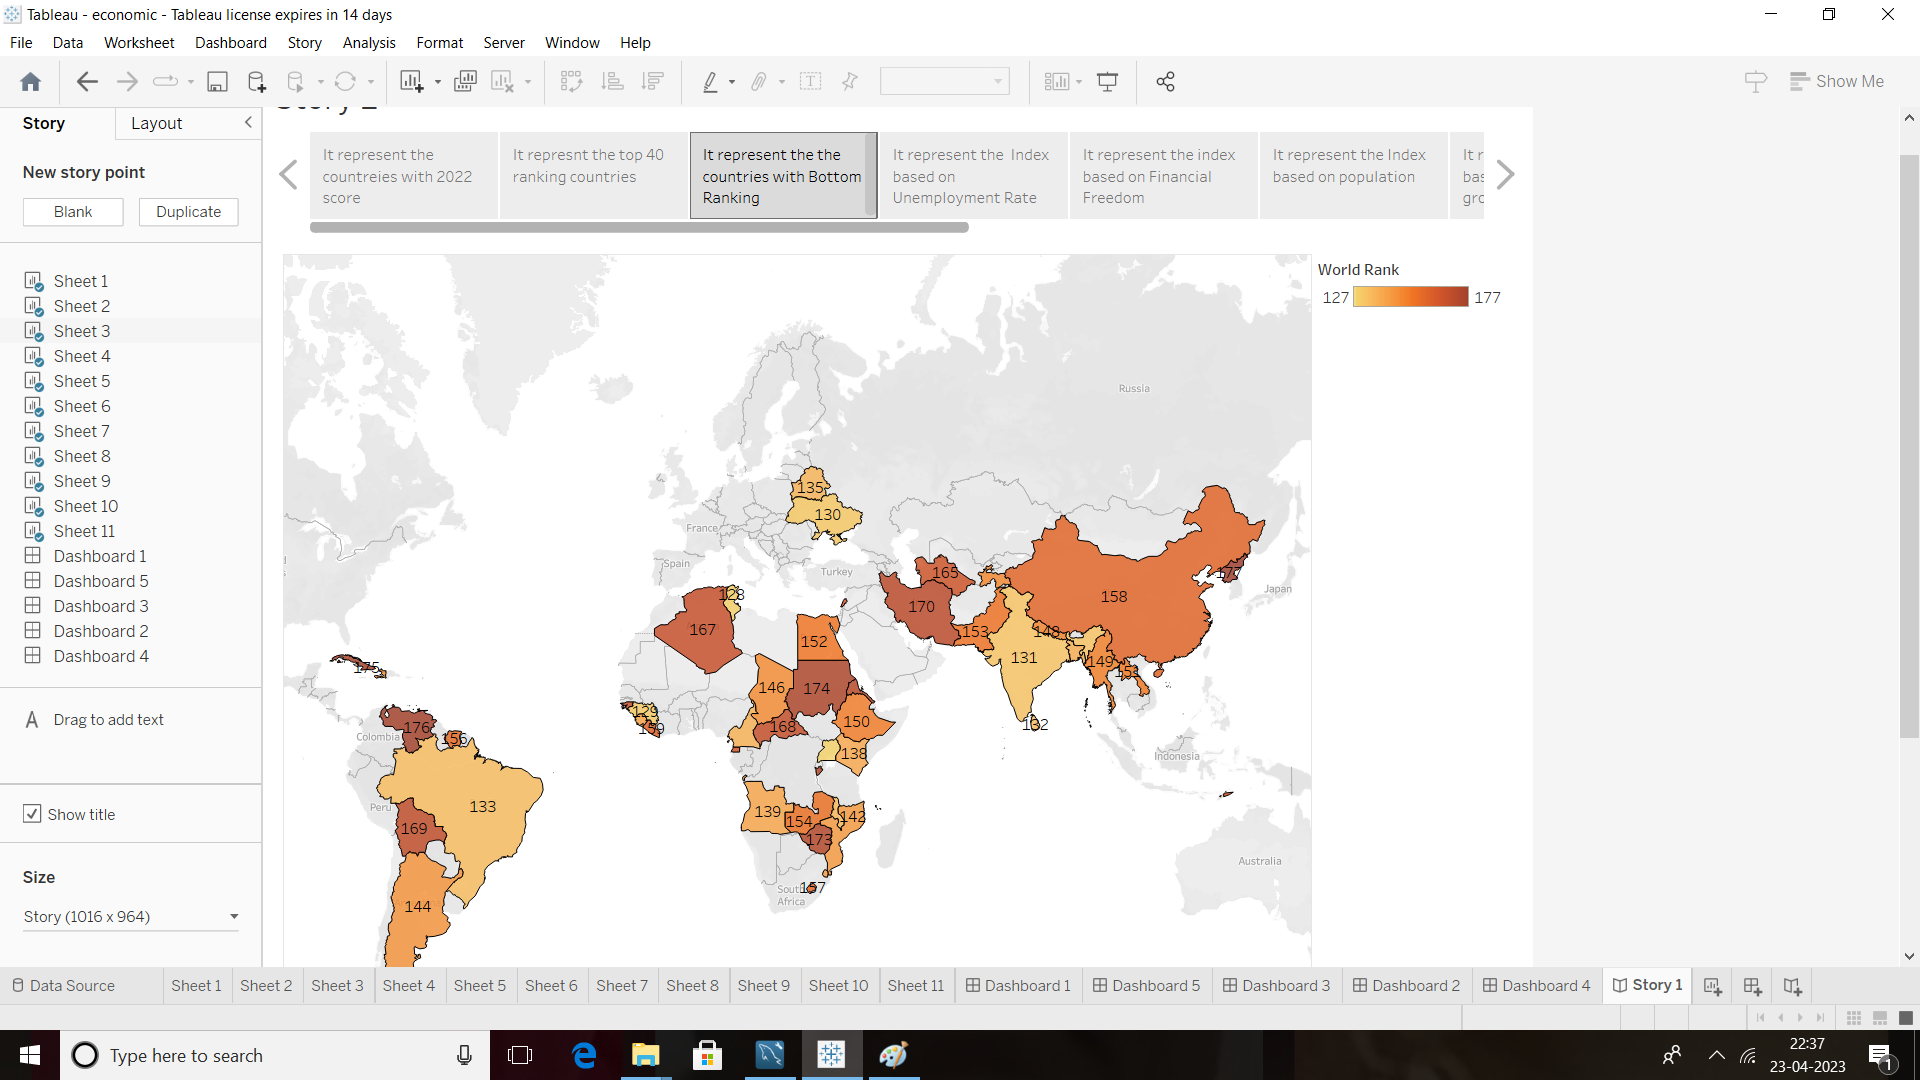 Tableau - economic - Tableau license expires in 14 days
File Data Worksheet Dashboard Story Analysis Format Server Window Help
Show Me
Story
Layout
New story point
Blank
Duplicate
Sheet 1
Sheet 2
Sheet 3
Sheet 4
Sheet 5
Sheet 6
Sheet 7
Sheet 8
Sheet 9
Sheet 10
Sheet 11
Dashboard 1
Dashboard 5
Dashboard 3
Dashboard 2
Dashboard 4
A Drag to add text
Show title
Size
Story (1016 x 964)
It represent the
countreies with 2022
score
It represnt the top 40
ranking countries
It represent the the
countries with Bottom
Ranking
It represent the Index
based on
Unemployment Rate
It represent the index
based on Financial
Freedom
It represent the Index
based on population
It r
bas
gro
World Rank
127 177
Russia
135
130
France
Spain
Turkey
165
Japan
128
170
158
167
153
148
152
131
149
175
146
174
129
132
176
150
Colombia
156
168
138
Indonesia
Peru
133
139
154
142
169
173
Australia
157
South
Africa
144
Data Source Sheet 1 Sheet 2 Sheet 3 Sheet 4 Sheet 5 Sheet 6 Sheet 7 Sheet 8 Sheet 9 Sheet 10 Sheet 11 Dashboard 1 Dashboard 5 Dashboard 3 Dashboard 2 Dashboard 4 Story 1
Type here to search
22:37
23-04-2023
1